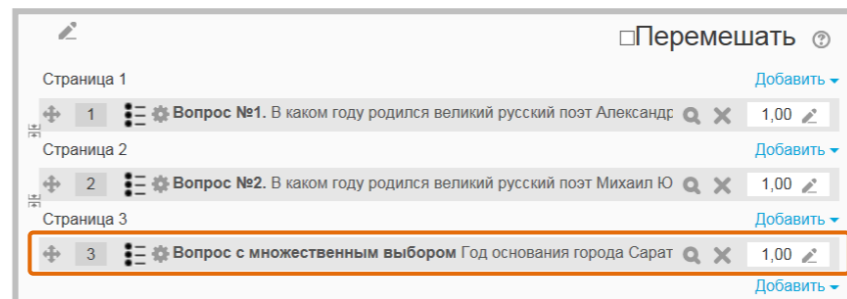 Перемешать
Страница 1
Добавить
1 Вопрос №1. В каком году родился великий русский поэт Александр 1,00
Страница 2
Добавить
2 Вопрос №2. В каком году родился великий русский поэт Михаил Ю 1,00
Страница 3
Добавить
3 Вопрос с множественным выбором Год основания города Сарат 1,00
Добавить